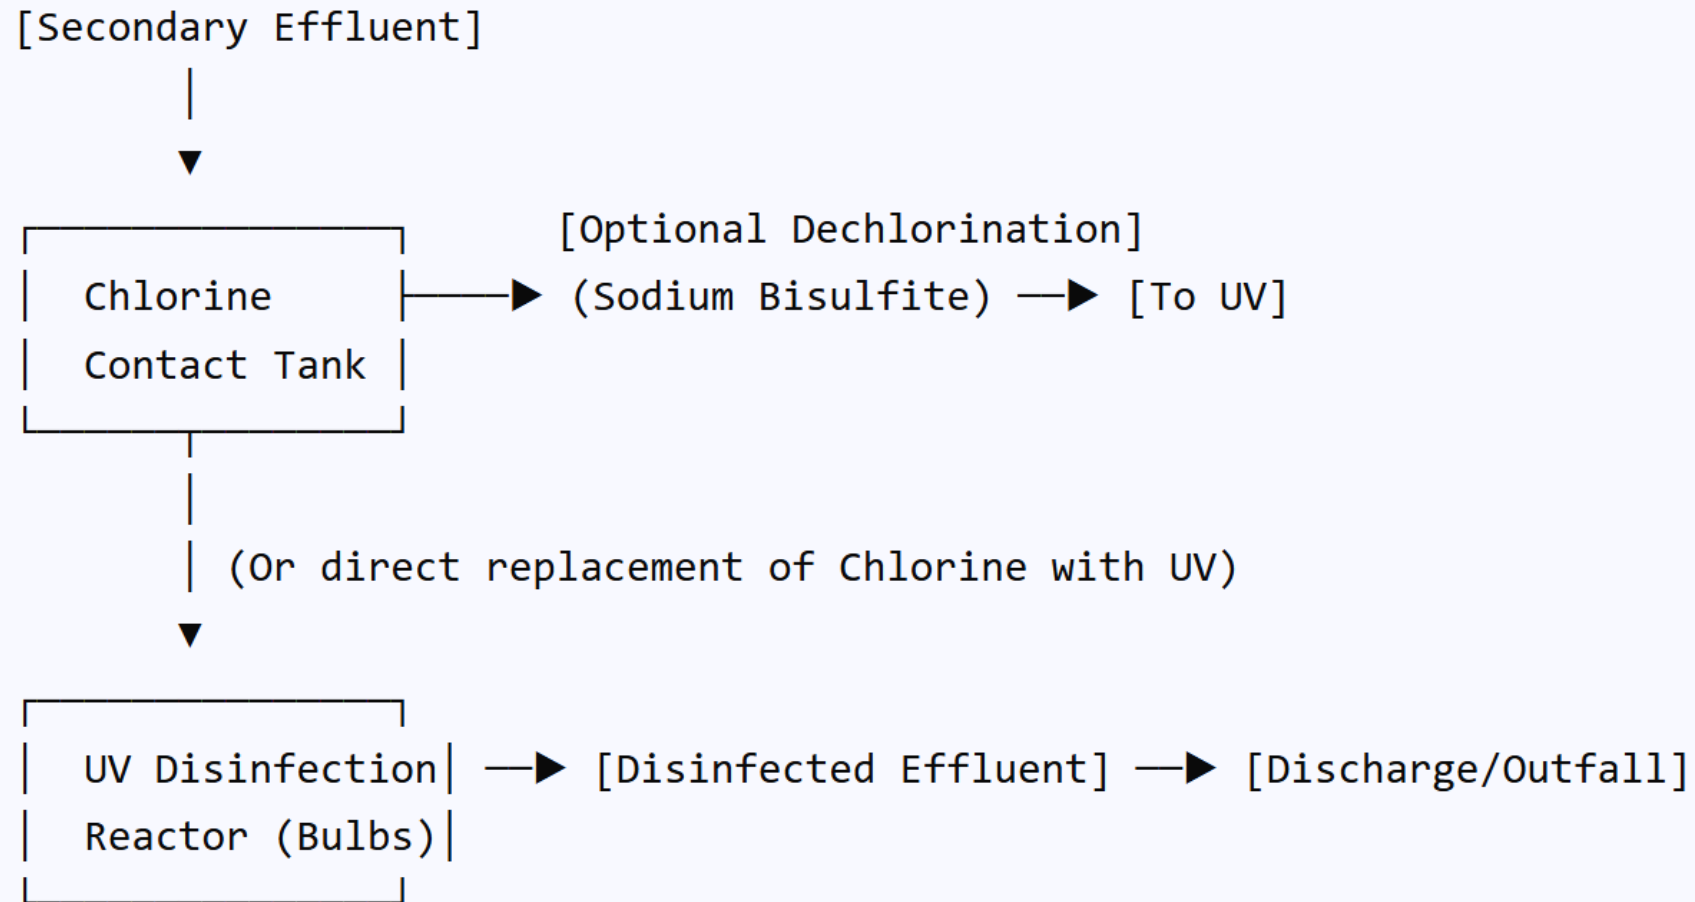 [Secondary Effluent]
[Optional Dechlorination]
Chlorine (Sodium Bisulfite) [To UV]
Contact Tank
(Or direct replacement of Chlorine with UV)
UV Disinfection [Disinfected Effluent] [Discharge/Outfall]
Reactor (Bulbs)